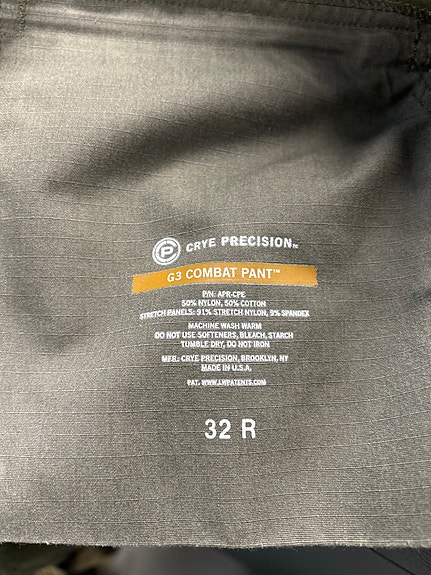 P CRYE PRECISION™
G3 COMBAT PANT™
P/N: APR-CPE
50% NYLON, 50% COTTON
STRETCH PANELS: 91% STRETCH NYLON, 9% SPANDEX
MACHINE WASH WARM
DO NOT USE SOFTENERS, BLEACH, STARCH
TUMBLE DRY, DO NOT IRON
MFR: CRYE PRECISION, BROOKLYN, NY
MADE IN U.S.A.
PAT. WWW.LWPATENTS.COM
32 R